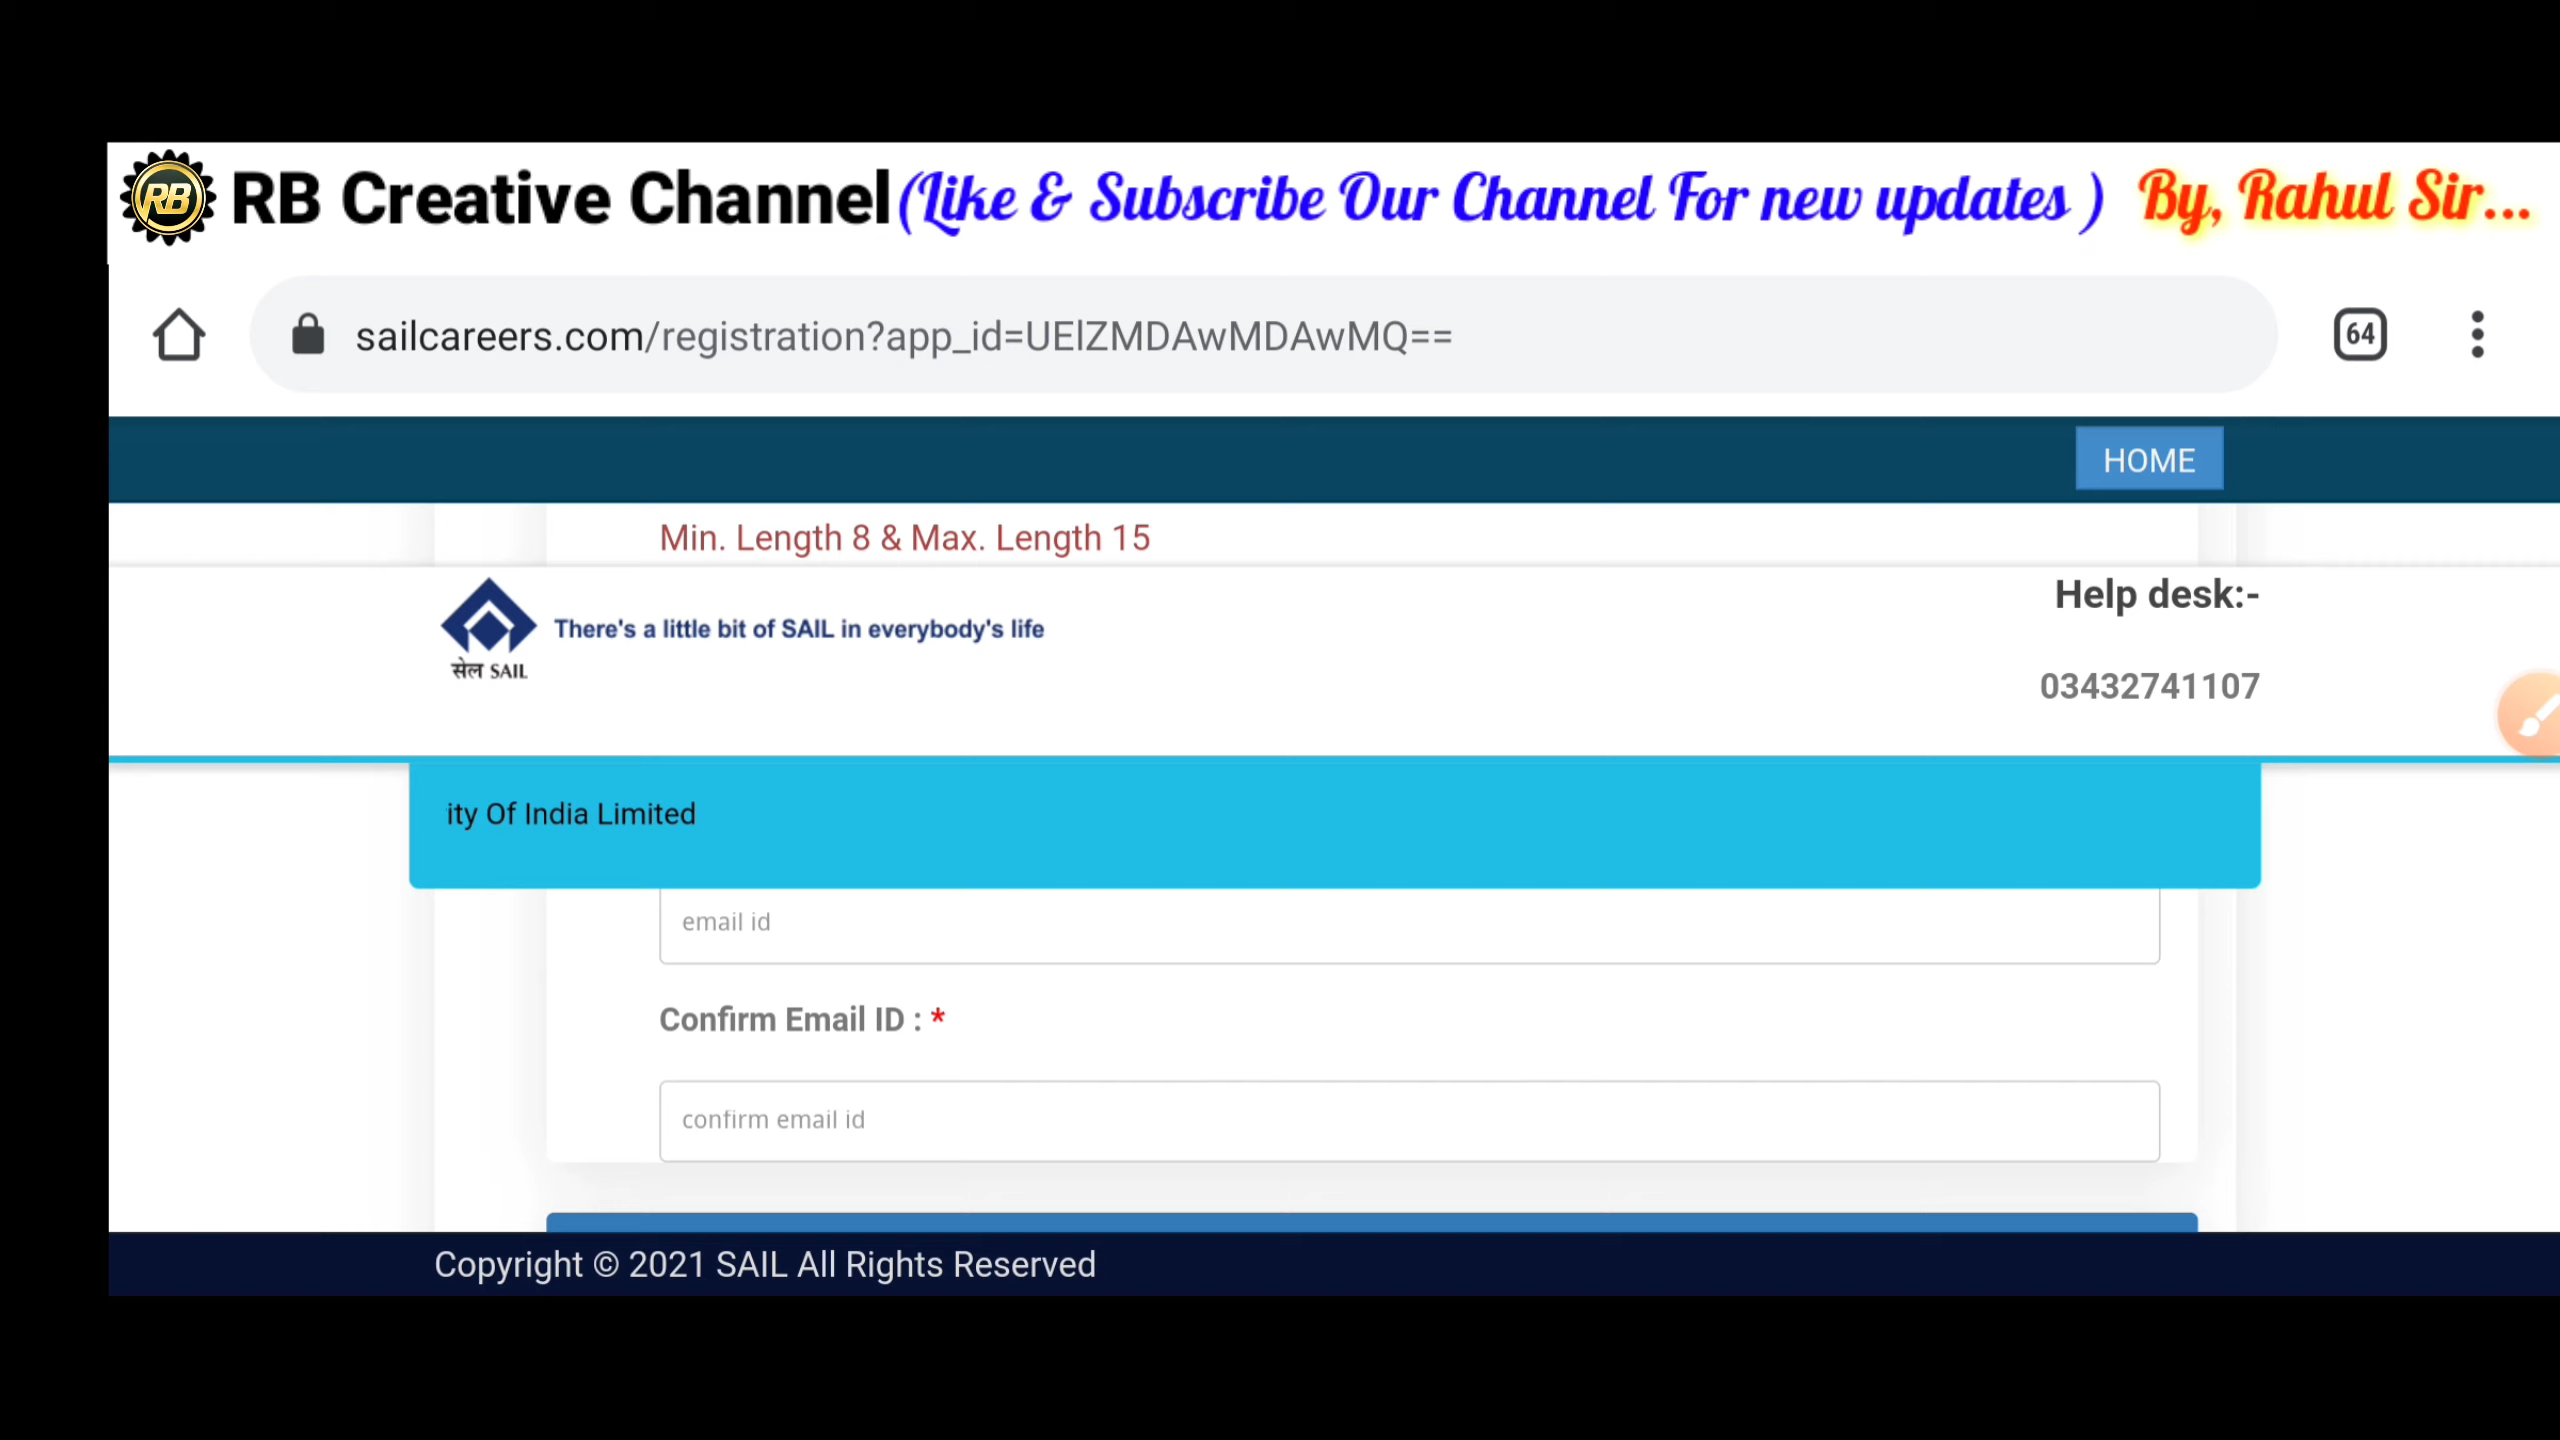 RB RB Creative Channel (Like & Subscribe Our Channel For new updates ) By, Rahul Sir...
sailcareers.com/registration?app_id=UElZMDAwMDAwMQ== 64
HOME
Min. Length 8 & Max. Length 15
Help desk:-
There's a little bit of SAIL in everybody's life
सेल SAIL
03432741107
ity Of India Limited
email id
Confirm Email ID : *
confirm email id
Copyright © 2021 SAIL All Rights Reserved